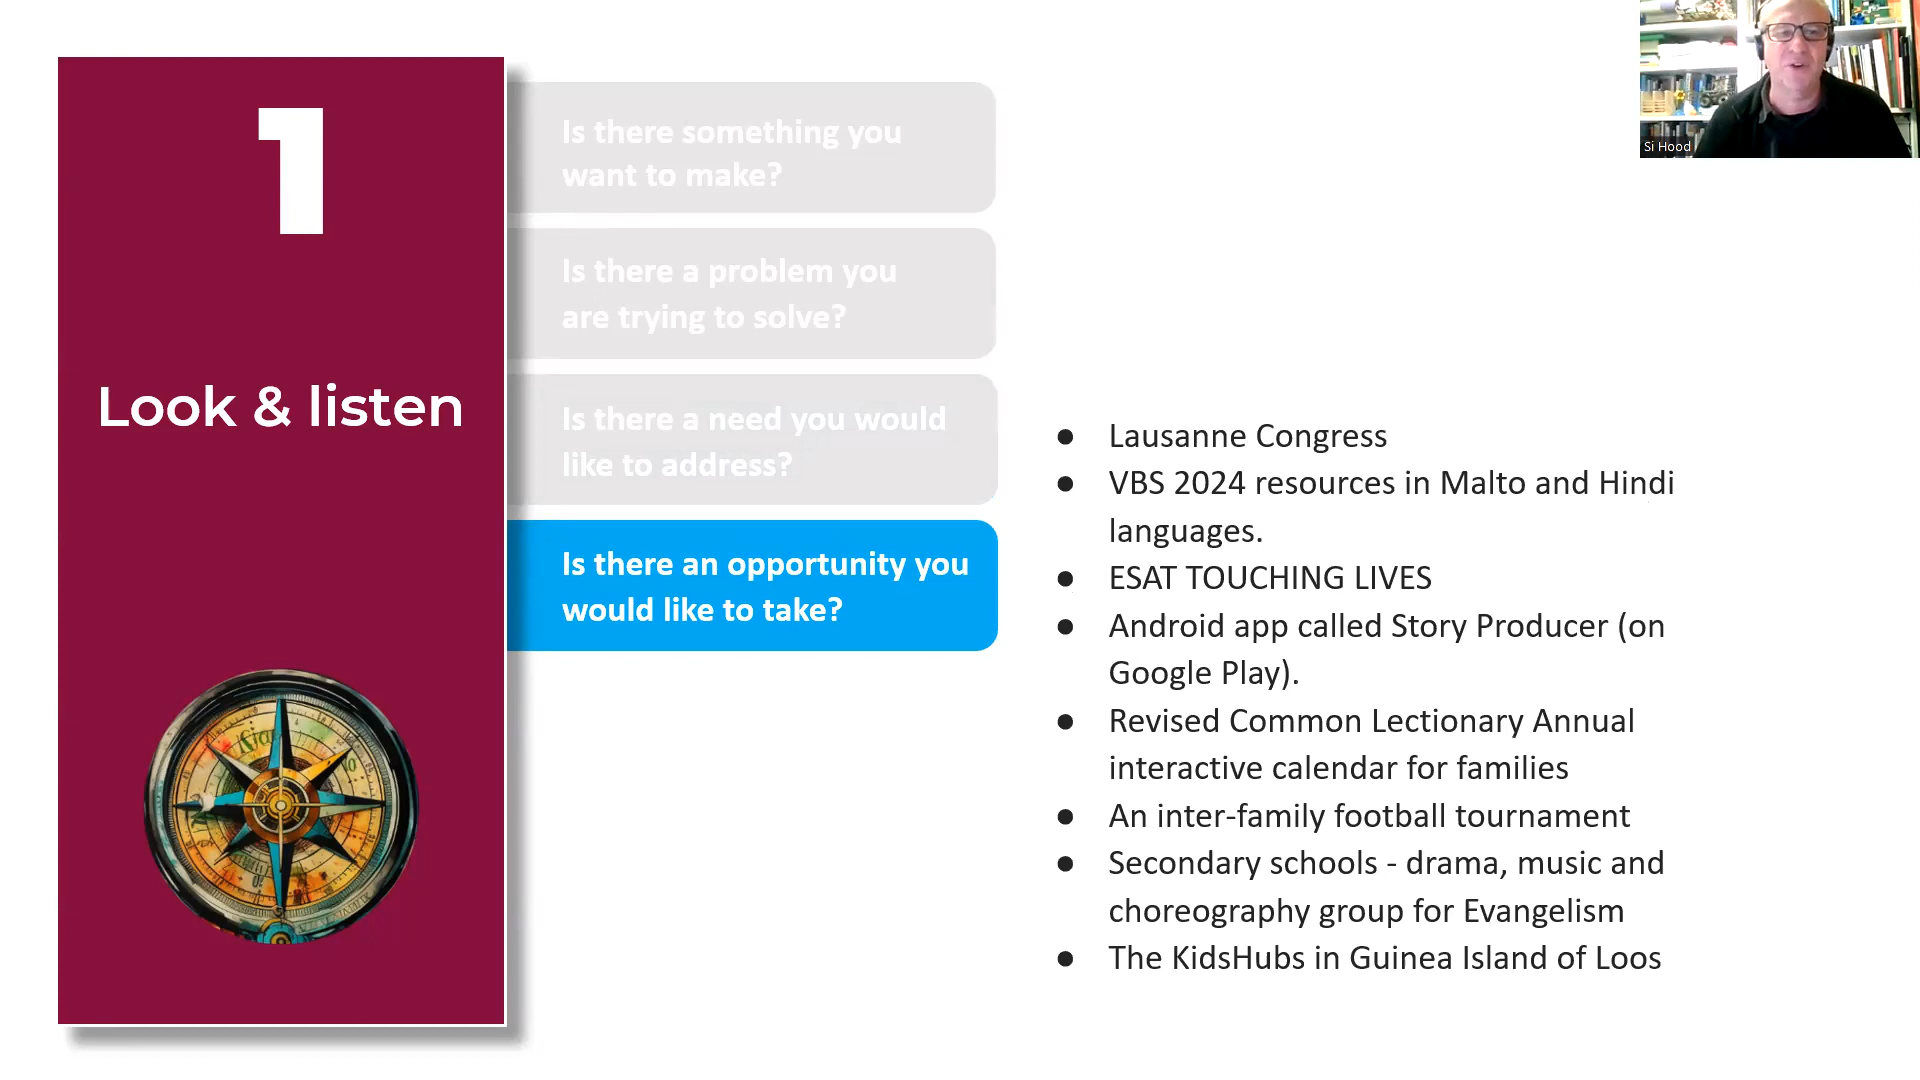 1
Look & listen
Is there something you
want to make?
Is there a problem you
are trying to solve?
Is there a need you would
like to address?
Is there an opportunity you
would like to take?
● Lausanne Congress
● VBS 2024 resources in Malto and Hindi
languages.
● ESAT TOUCHING LIVES
● Android app called Story Producer (on
Google Play).
● Revised Common Lectionary Annual
interactive calendar for families
● An inter-family football tournament
● Secondary schools - drama, music and
choreography group for Evangelism
● The KidsHubs in Guinea Island of Loos
Si Hood